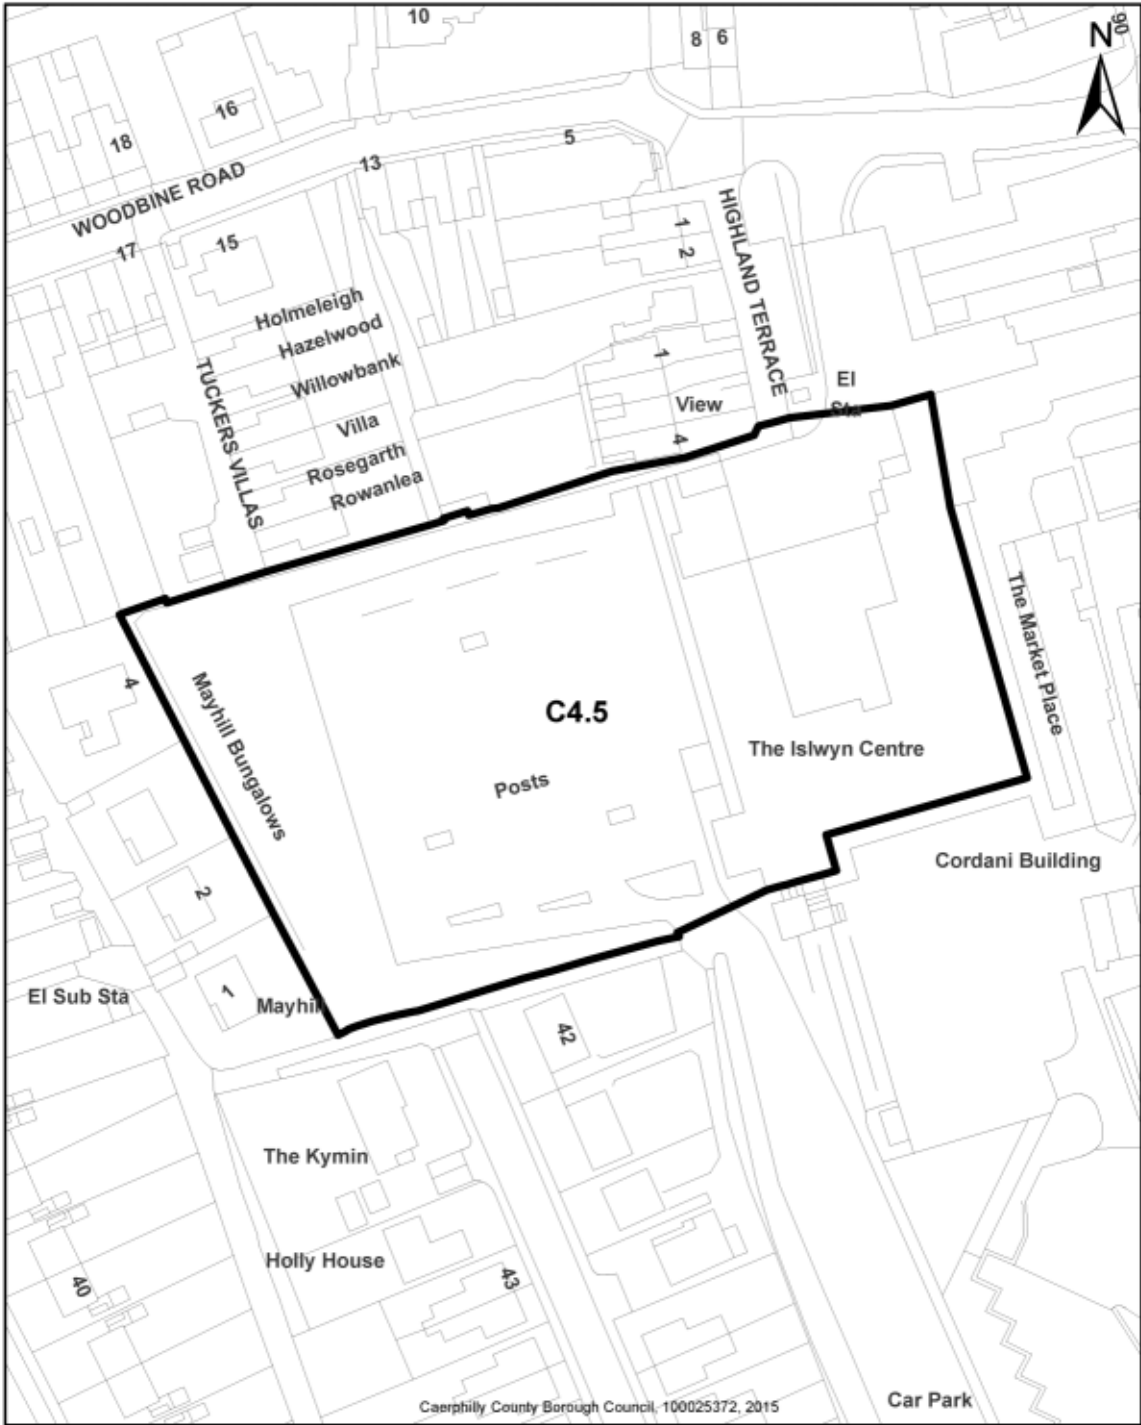 10
8
6
90
N
16
18
5
13
WOODBINE ROAD
17
15
1
2
HIGHLAND TERRACE
Holmeleigh
Hazelwood
Willowbank
Villa
Rosegarth
Rowanlea
TUCKERS VILLAS
1
View
4
El
Sta
The Market Place
4
Mayhill Bungalows
C4.5
Posts
The Islwyn Centre
Cordani Building
2
1
El Sub Sta
Mayhill
42
The Kymin
Holly House
43
40
Car Park
Caerphilly County Borough Council, 100025372, 2015